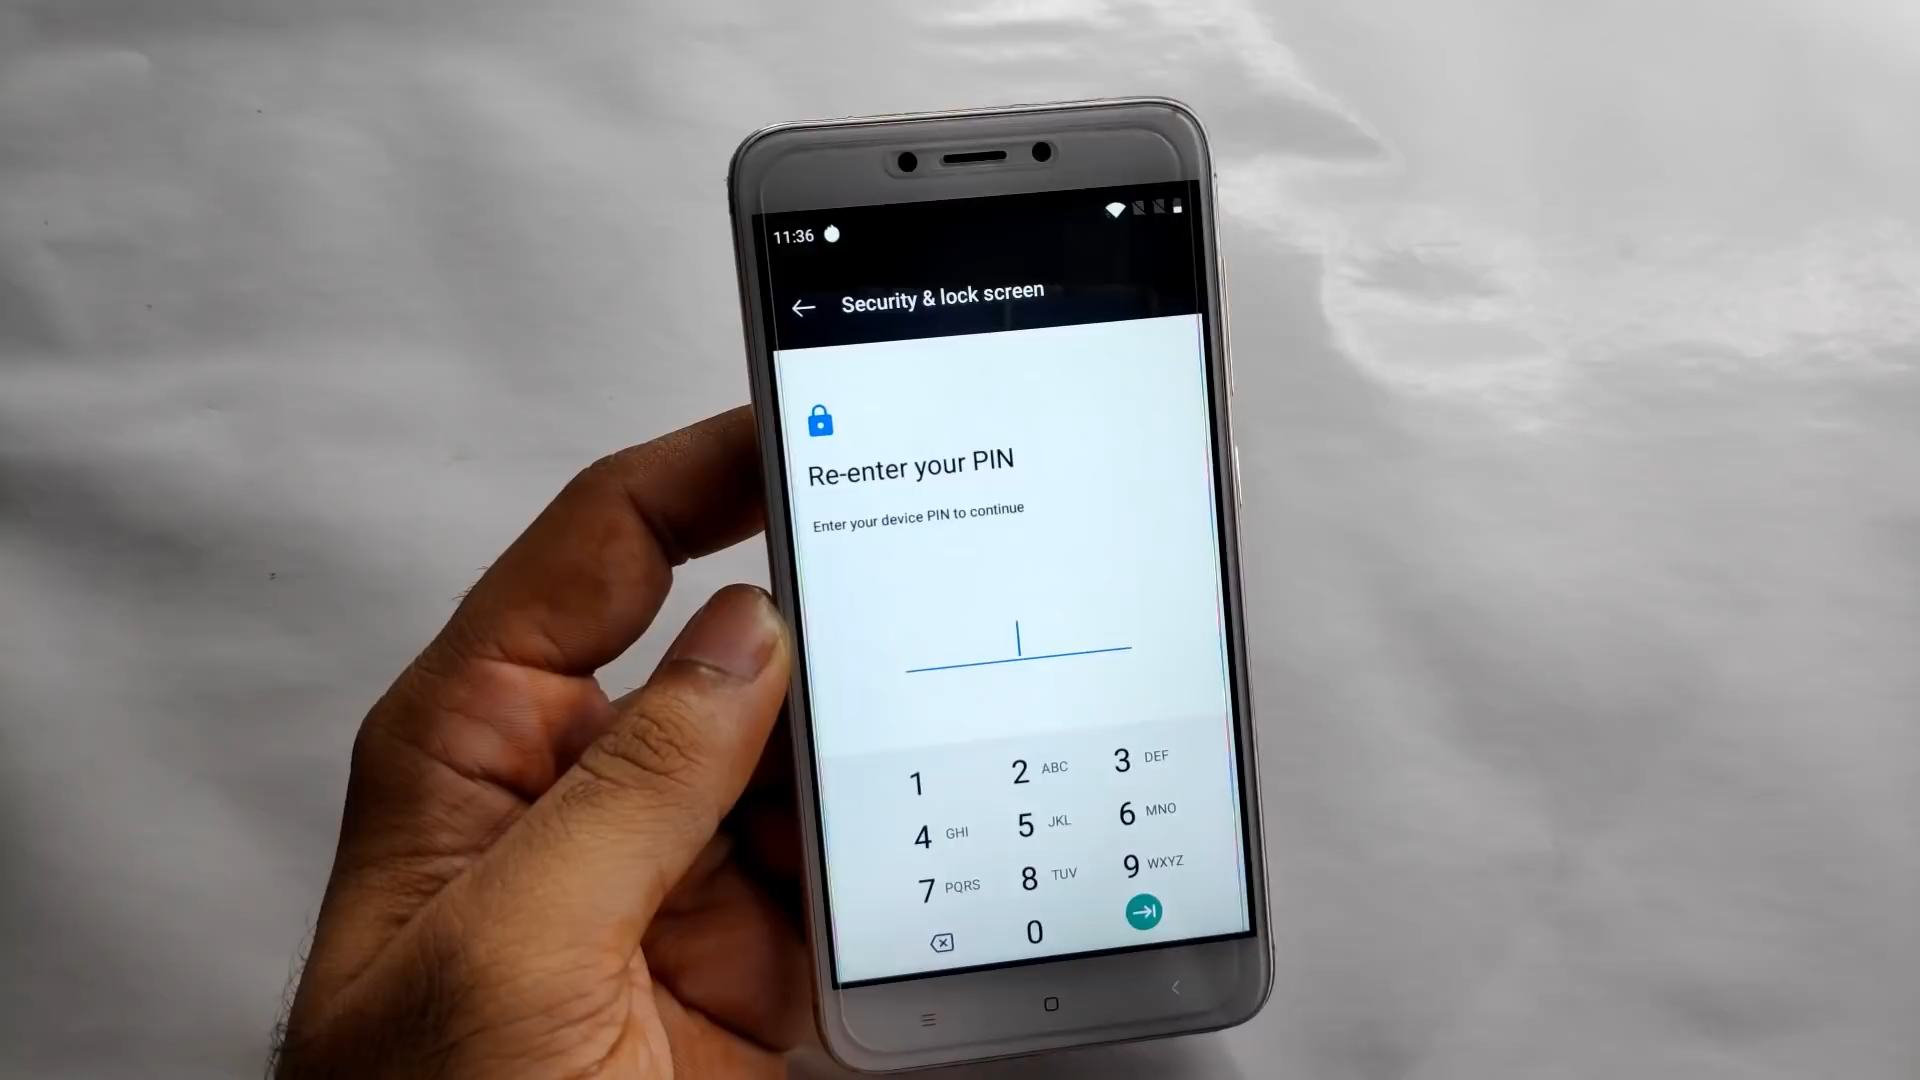 11:36
Security & lock screen
Re-enter your PIN
Enter your device PIN to continue
1
2 ABC
3 DEF
4 GHI
5 JKL
6 MNO
7 PQRS
8 TUV
9 WXYZ
0